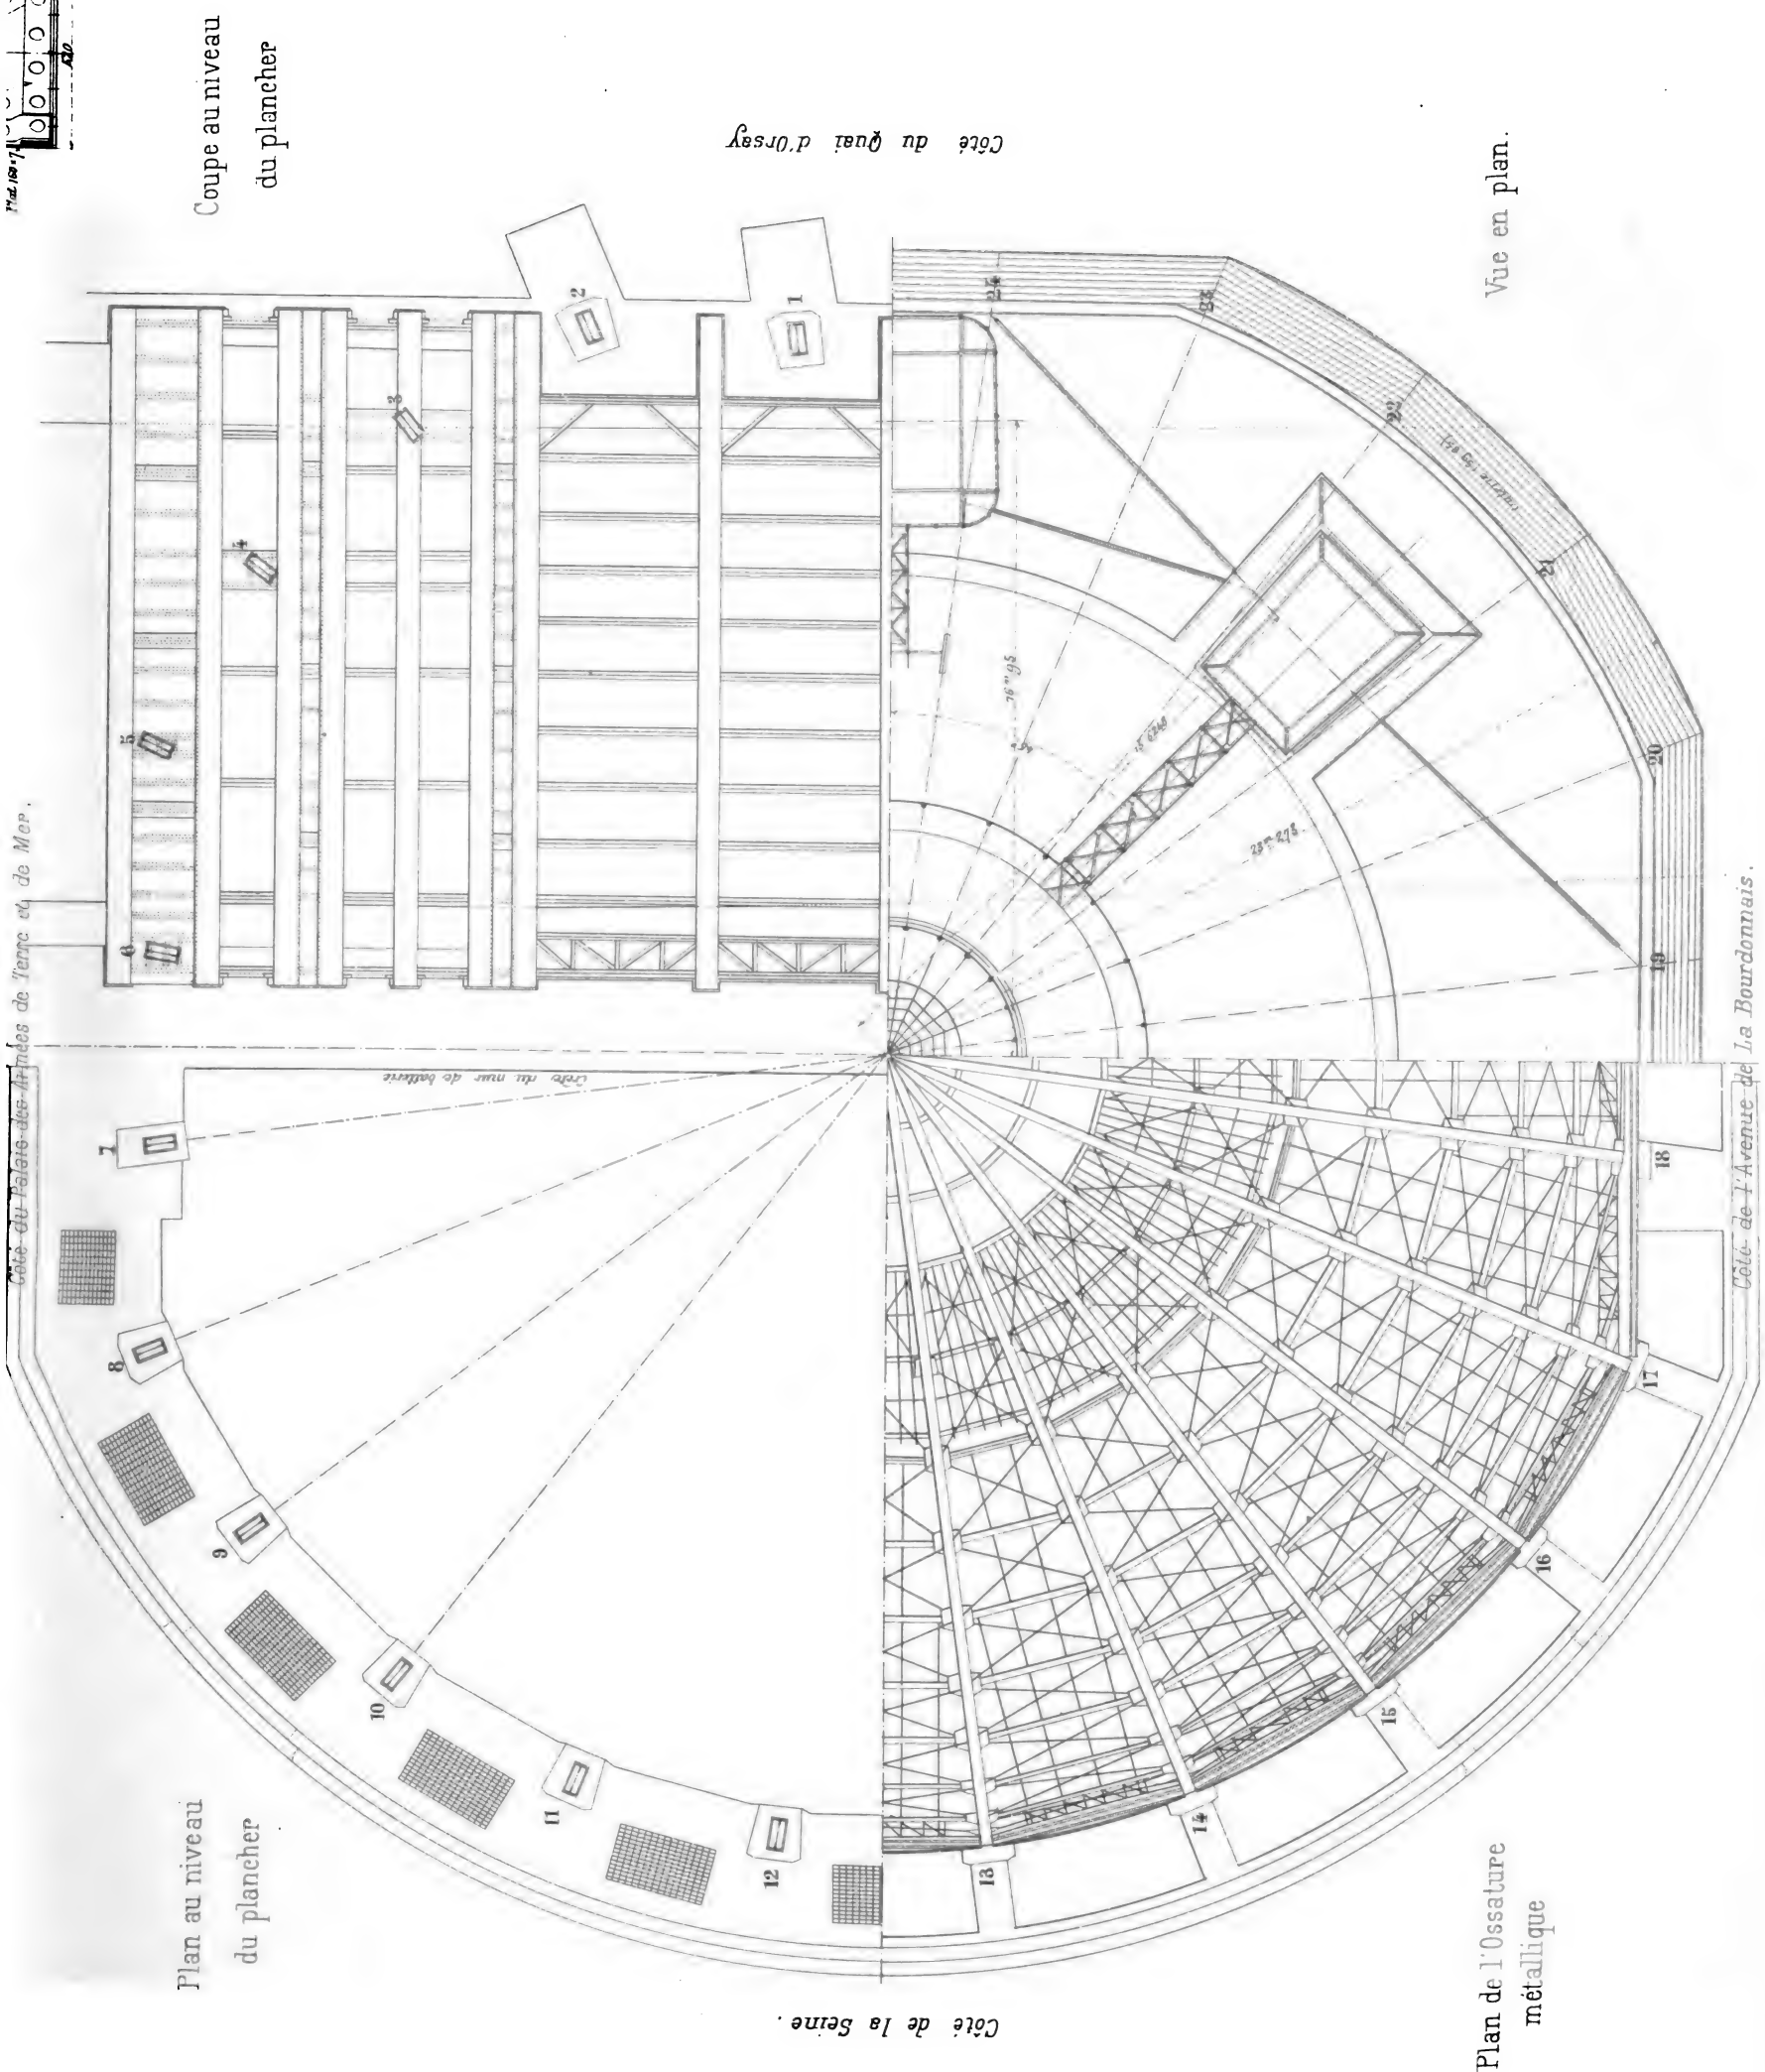 Coupe au niveau
du plancher
Côté du Quai d'Orsay
Vue en plan.
2
1
24
23
3
22
4
21
5
76m95
20
28m278
6
19
Côté du Palais des Armées de Terre et de Mer.
Côté de l'Avenue de La Bourdonnais.
Crête du mur de batterie
7
18
8
17
9
16
10
15
11
14
12
13
Plan au niveau
du plancher
Plan de l'Ossature
métallique
Côté de la Seine.